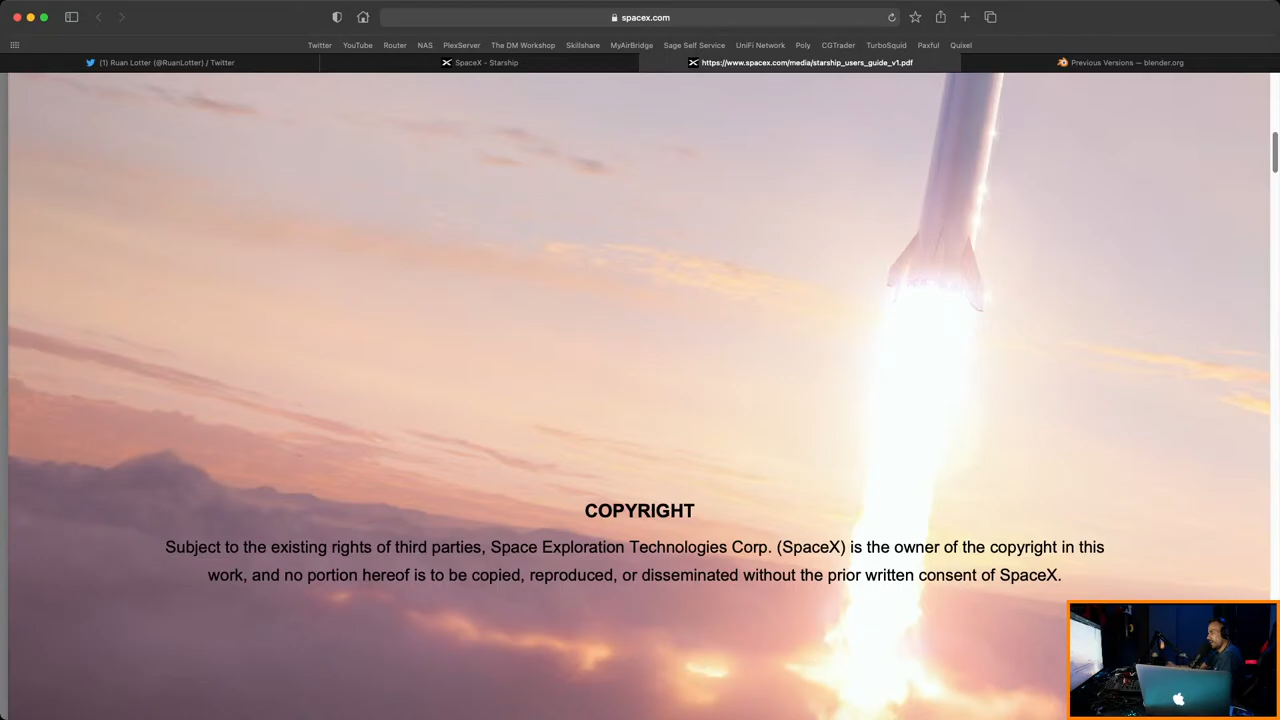 spacex.com
Twitter YouTube Router NAS PlexServer The DM Workshop Skillshare MyAirBridge Sage Self Service UniFi Network Poly CGTrader TurboSquid Paxful Quixel
(1) Ruan Lotter (@RuanLotter) / Twitter SpaceX - Starship https://www.spacex.com/media/starship_users_guide_v1.pdf Previous Versions — blender.org
COPYRIGHT
Subject to the existing rights of third parties, Space Exploration Technologies Corp. (SpaceX) is the owner of the copyright in this
work, and no portion hereof is to be copied, reproduced, or disseminated without the prior written consent of SpaceX.